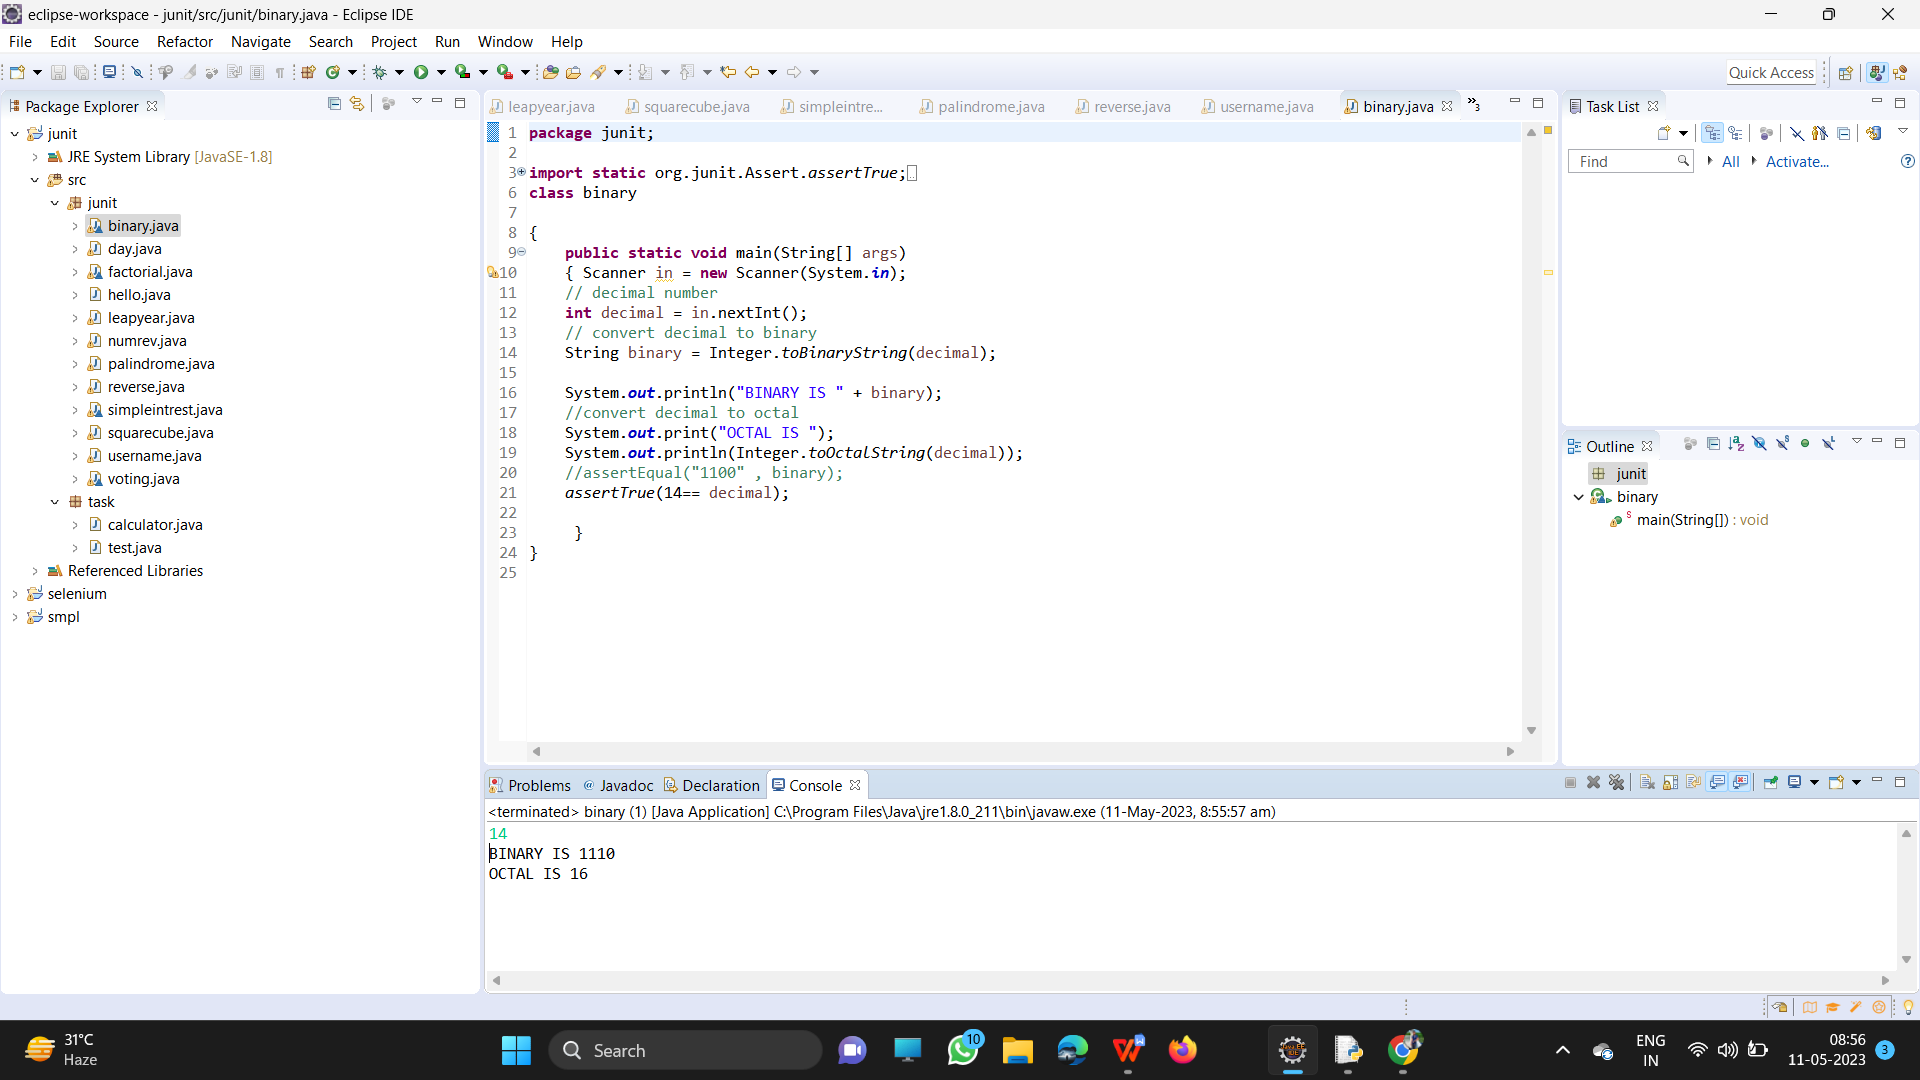 eclipse-workspace - junit/src/junit/binary.java - Eclipse IDE
File Edit Source Refactor Navigate Search Project Run Window Help
Quick Access
Package Explorer
junit
JRE System Library [JavaSE-1.8]
src
junit
binary.java
day.java
factorial.java
hello.java
leapyear.java
numrev.java
palindrome.java
reverse.java
simpleintrest.java
squarecube.java
username.java
voting.java
task
calculator.java
test.java
Referenced Libraries
selenium
smpl
leapyear.java squarecube.java simpleintre... palindrome.java reverse.java username.java binary.java »3
1 package junit;
2
3 import static org.junit.Assert.assertTrue;
6 class binary
7
8 {
9 public static void main(String[] args)
10 { Scanner in = new Scanner(System.in);
11 // decimal number
12 int decimal = in.nextInt();
13 // convert decimal to binary
14 String binary = Integer.toBinaryString(decimal);
15
16 System.out.println("BINARY IS " + binary);
17 //convert decimal to octal
18 System.out.print("OCTAL IS ");
19 System.out.println(Integer.toOctalString(decimal));
20 //assertEqual("1100" , binary);
21 assertTrue(14== decimal);
22
23 }
24 }
25
Task List
Find All Activate...
Outline
junit
binary
main(String[]) : void
Problems @ Javadoc Declaration Console
<terminated> binary (1) [Java Application] C:\Program Files\Java\jre1.8.0_211\bin\javaw.exe (11-May-2023, 8:55:57 am)
14
BINARY IS 1110
OCTAL IS 16
31°C
Haze
Search
10
ENG
IN
08:56
11-05-2023
3